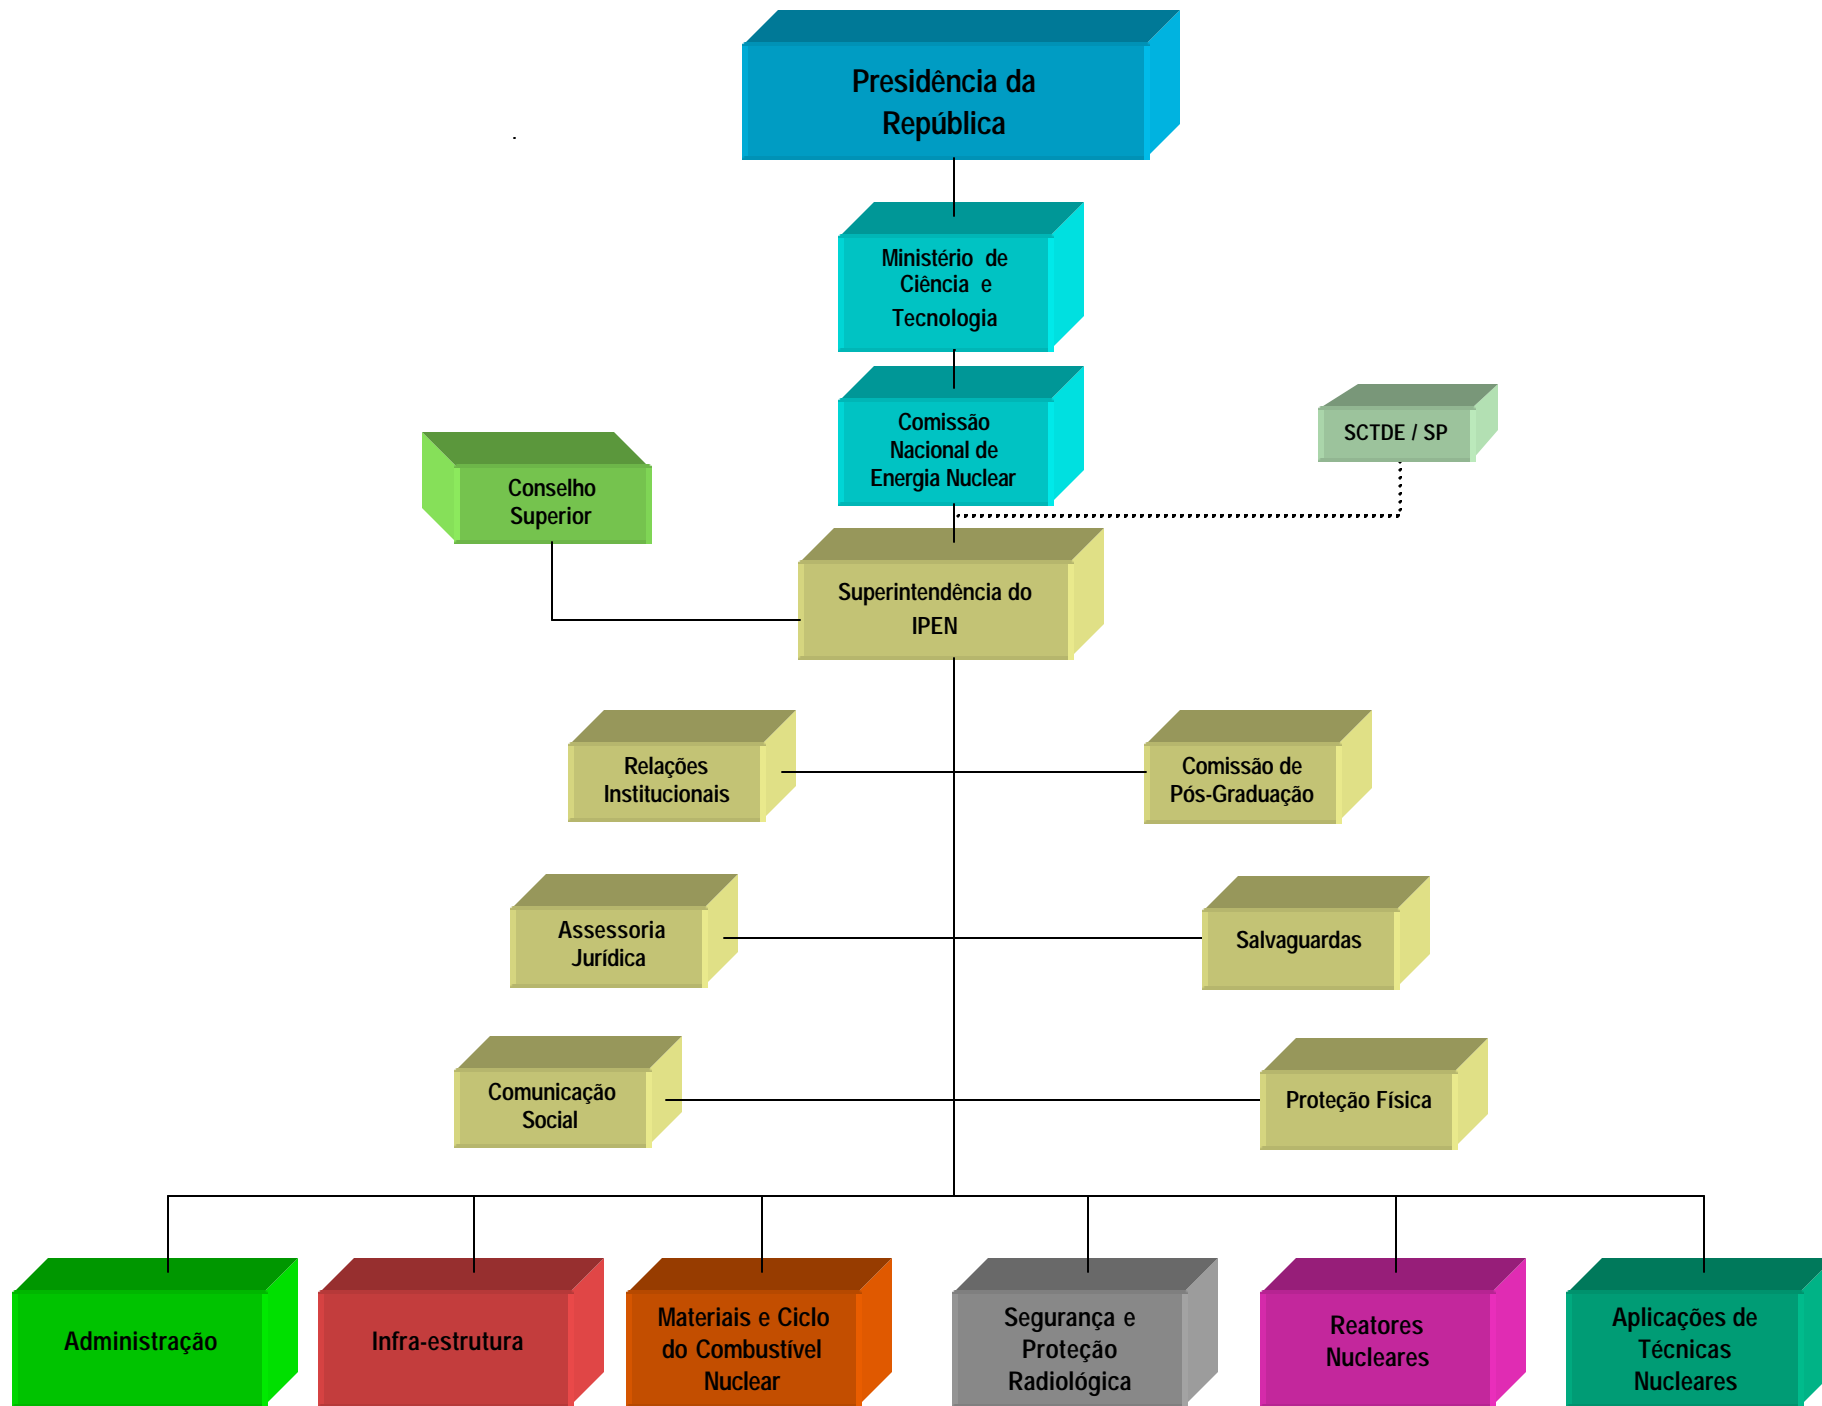 Presidência da
República
Ministério de
Ciência e
Tecnologia
Comissão
Nacional de
Energia Nuclear
SCTDE / SP
Conselho
Superior
Superintendência do
IPEN
Relações
Institucionais
Comissão de
Pós-Graduação
Assessoria
Jurídica
Salvaguardas
Comunicação
Social
Proteção Física
Administração
Infra-estrutura
Materiais e Ciclo
do Combustível
Nuclear
Segurança e
Proteção
Radiológica
Reatores
Nucleares
Aplicações de
Técnicas
Nucleares